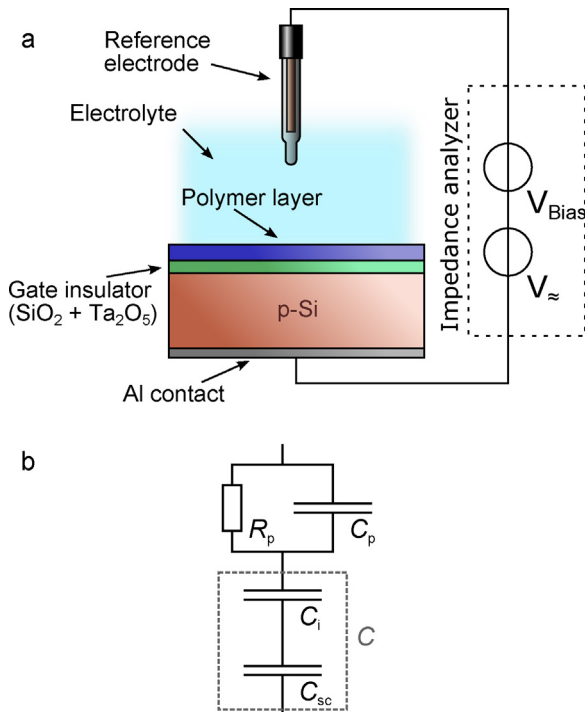 a
Reference
electrode
Electrolyte
Polymer layer
Gate insulator
(SiO₂ + Ta₂O₅)
p-Si
Al contact
Impedance analyzer
V_Bias
V_≈
b
R_p
C_p
C_i
C
C_sc